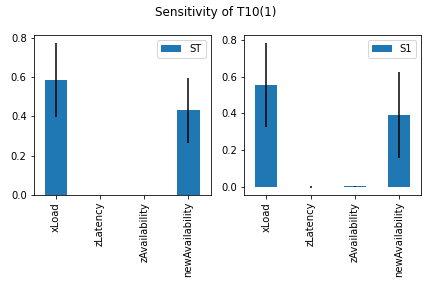 Sensitivity of T10(1)
0.8
0.6
0.4
0.2
0.0
ST
xLoad
zLatency
zAvailability
newAvailability
0.8
0.6
0.4
0.2
0.0
S1
xLoad
zLatency
zAvailability
newAvailability